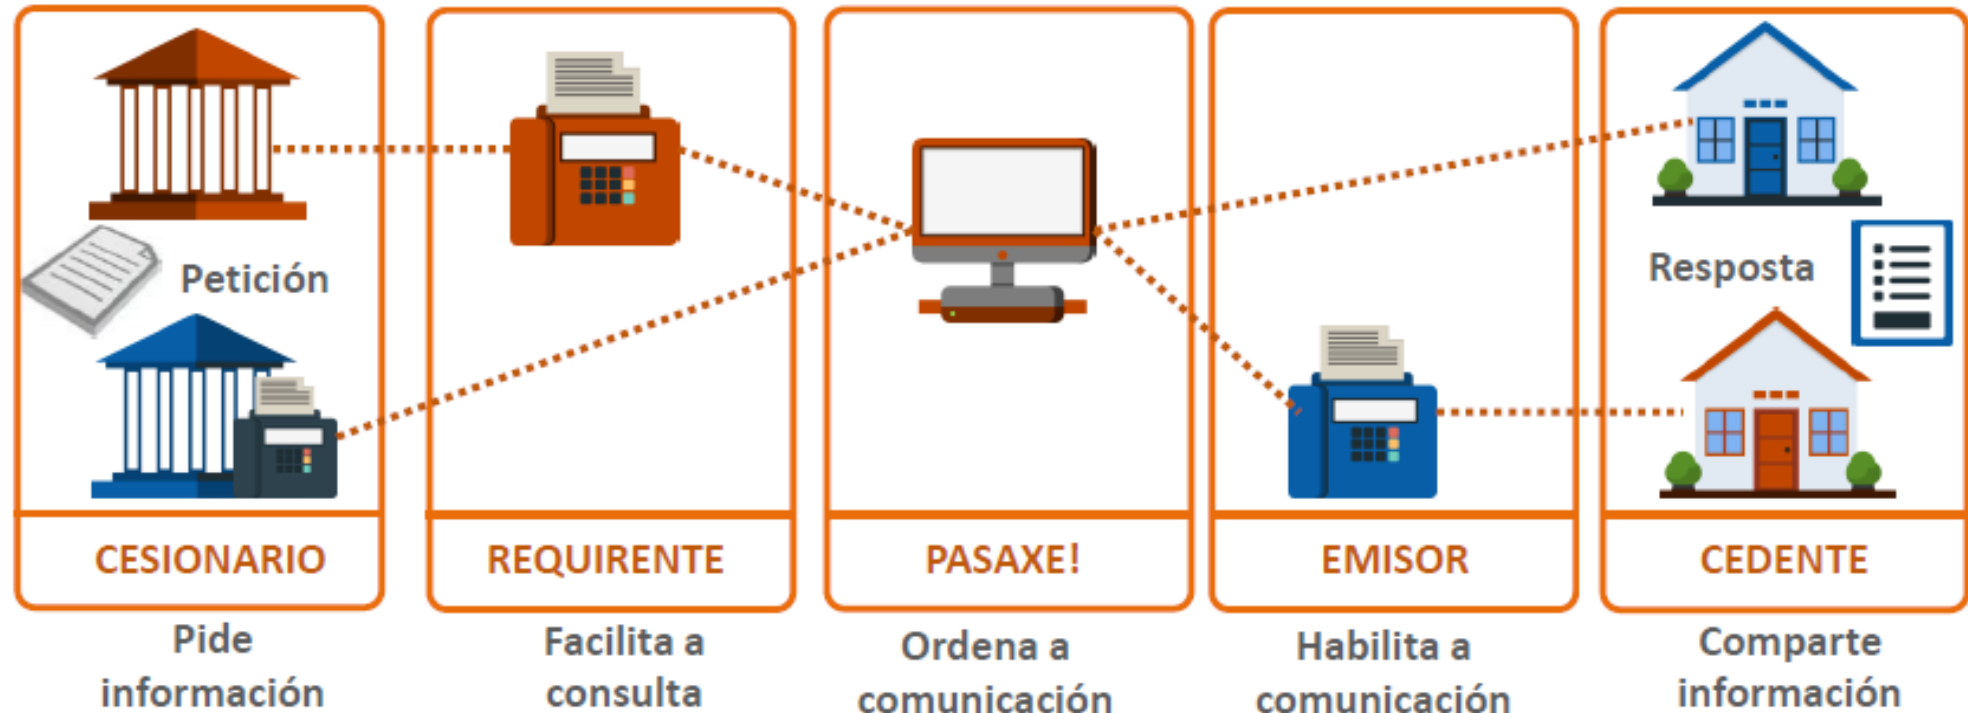 Petición
Resposta
CESIONARIO
REQUIRENTE
PASAXE!
EMISOR
CEDENTE
Pide
información
Facilita a
consulta
Ordena a
comunicación
Habilita a
comunicación
Comparte
información